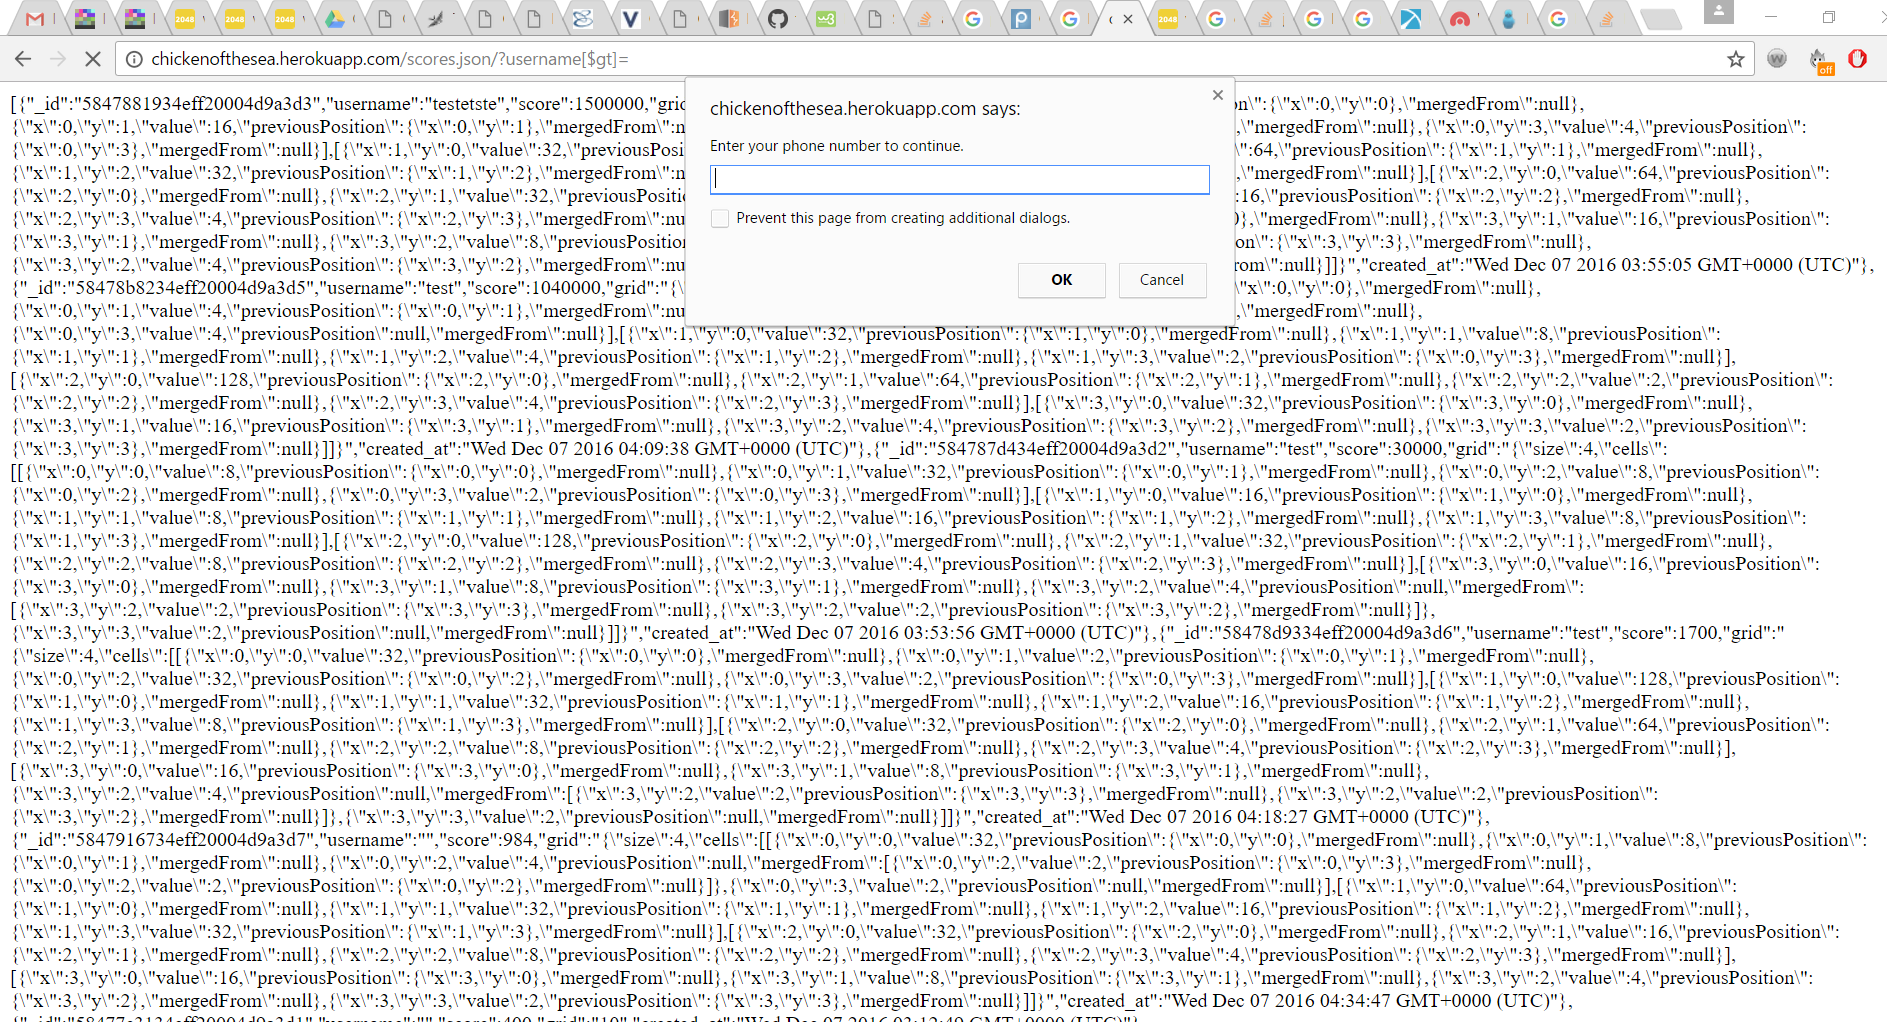 2048
2048
2048
2048
chickenofthesea.herokuapp.com/scores.json/?username[$gt]=
off
chickenofthesea.herokuapp.com says:
Enter your phone number to continue.
Prevent this page from creating additional dialogs.
OK Cancel
[{"_id":"5847881934eff20004d9a3d3","username":"testetste","score":1500000,"grid \":{\"x\":0,\"y\":0},\"mergedFrom\":null},
{\"x\":0,\"y\":1,\"value\":16,\"previousPosition\":{\"x\":0,\"y\":1},\"mergedFrom\":n \"mergedFrom\":null},{\"x\":0,\"y\":3,\"value\":4,\"previousPosition\":
{\"x\":0,\"y\":3},\"mergedFrom\":null}],[{\"x\":1,\"y\":0,\"value\":32,\"previousPositi :64,\"previousPosition\":{\"x\":1,\"y\":1},\"mergedFrom\":null},
{\"x\":1,\"y\":2,\"value\":32,\"previousPosition\":{\"x\":1,\"y\":2},\"mergedFrom\":n \"mergedFrom\":null}],[{\"x\":2,\"y\":0,\"value\":64,\"previousPosition\":
{\"x\":2,\"y\":0},\"mergedFrom\":null},{\"x\":2,\"y\":1,\"value\":32,\"previousPositio :16,\"previousPosition\":{\"x\":2,\"y\":2},\"mergedFrom\":null},
{\"x\":2,\"y\":3,\"value\":4,\"previousPosition\":{\"x\":2,\"y\":3},\"mergedFrom\":nu 0},\"mergedFrom\":null},{\"x\":3,\"y\":1,\"value\":16,\"previousPosition\":
{\"x\":3,\"y\":1},\"mergedFrom\":null},{\"x\":3,\"y\":2,\"value\":8,\"previousPosition \":{\"x\":3,\"y\":3},\"mergedFrom\":null},
{\"x\":3,\"y\":2,\"value\":4,\"previousPosition\":{\"x\":3,\"y\":2},\"mergedFrom\":nu From\":null}]]}","created_at":"Wed Dec 07 2016 03:55:05 GMT+0000 (UTC)"},
{"_id":"58478b8234eff20004d9a3d5","username":"test","score":1040000,"grid":"{\ \"x\":0,\"y\":0},\"mergedFrom\":null},
{\"x\":0,\"y\":1,\"value\":4,\"previousPosition\":{\"x\":0,\"y\":1},\"mergedFrom\":nu \"mergedFrom\":null},
{\"x\":0,\"y\":3,\"value\":4,\"previousPosition\":null,\"mergedFrom\":null}],[{\"x\":1,\"y\":0,\"value\":32,\"previousPosition\":{\"x\":1,\"y\":0},\"mergedFrom\":null},{\"x\":1,\"y\":1,\"value\":8,\"previousPosition\":
{\"x\":1,\"y\":1},\"mergedFrom\":null},{\"x\":1,\"y\":2,\"value\":4,\"previousPosition\":{\"x\":1,\"y\":2},\"mergedFrom\":null},{\"x\":1,\"y\":3,\"value\":2,\"previousPosition\":{\"x\":0,\"y\":3},\"mergedFrom\":null}],
[{\"x\":2,\"y\":0,\"value\":128,\"previousPosition\":{\"x\":2,\"y\":0},\"mergedFrom\":null},{\"x\":2,\"y\":1,\"value\":64,\"previousPosition\":{\"x\":2,\"y\":1},\"mergedFrom\":null},{\"x\":2,\"y\":2,\"value\":2,\"previousPosition\":
{\"x\":2,\"y\":2},\"mergedFrom\":null},{\"x\":2,\"y\":3,\"value\":4,\"previousPosition\":{\"x\":2,\"y\":3},\"mergedFrom\":null}],[{\"x\":3,\"y\":0,\"value\":32,\"previousPosition\":{\"x\":3,\"y\":0},\"mergedFrom\":null},
{\"x\":3,\"y\":1,\"value\":16,\"previousPosition\":{\"x\":3,\"y\":1},\"mergedFrom\":null},{\"x\":3,\"y\":2,\"value\":4,\"previousPosition\":{\"x\":3,\"y\":2},\"mergedFrom\":null},{\"x\":3,\"y\":3,\"value\":2,\"previousPosition\":
{\"x\":3,\"y\":3},\"mergedFrom\":null}]]}","created_at":"Wed Dec 07 2016 04:09:38 GMT+0000 (UTC)"},{"_id":"584787d434eff20004d9a3d2","username":"test","score":30000,"grid":"{\"size\":4,\"cells\":
[[{\"x\":0,\"y\":0,\"value\":8,\"previousPosition\":{\"x\":0,\"y\":0},\"mergedFrom\":null},{\"x\":0,\"y\":1,\"value\":32,\"previousPosition\":{\"x\":0,\"y\":1},\"mergedFrom\":null},{\"x\":0,\"y\":2,\"value\":8,\"previousPosition\":
{\"x\":0,\"y\":2},\"mergedFrom\":null},{\"x\":0,\"y\":3,\"value\":2,\"previousPosition\":{\"x\":0,\"y\":3},\"mergedFrom\":null}],[{\"x\":1,\"y\":0,\"value\":16,\"previousPosition\":{\"x\":1,\"y\":0},\"mergedFrom\":null},
{\"x\":1,\"y\":1,\"value\":8,\"previousPosition\":{\"x\":1,\"y\":1},\"mergedFrom\":null},{\"x\":1,\"y\":2,\"value\":16,\"previousPosition\":{\"x\":1,\"y\":2},\"mergedFrom\":null},{\"x\":1,\"y\":3,\"value\":8,\"previousPosition\":
{\"x\":1,\"y\":3},\"mergedFrom\":null}],[{\"x\":2,\"y\":0,\"value\":128,\"previousPosition\":{\"x\":2,\"y\":0},\"mergedFrom\":null},{\"x\":2,\"y\":1,\"value\":32,\"previousPosition\":{\"x\":2,\"y\":1},\"mergedFrom\":null},
{\"x\":2,\"y\":2,\"value\":8,\"previousPosition\":{\"x\":2,\"y\":2},\"mergedFrom\":null},{\"x\":2,\"y\":3,\"value\":4,\"previousPosition\":{\"x\":2,\"y\":3},\"mergedFrom\":null}],[{\"x\":3,\"y\":0,\"value\":16,\"previousPosition\":
{\"x\":3,\"y\":0},\"mergedFrom\":null},{\"x\":3,\"y\":1,\"value\":8,\"previousPosition\":{\"x\":3,\"y\":1},\"mergedFrom\":null},{\"x\":3,\"y\":2,\"value\":4,\"previousPosition\":null,\"mergedFrom\":
[{\"x\":3,\"y\":2,\"value\":2,\"previousPosition\":{\"x\":3,\"y\":3},\"mergedFrom\":null},{\"x\":3,\"y\":2,\"value\":2,\"previousPosition\":{\"x\":3,\"y\":2},\"mergedFrom\":null}]},
{\"x\":3,\"y\":3,\"value\":2,\"previousPosition\":null,\"mergedFrom\":null}]]}","created_at":"Wed Dec 07 2016 03:53:56 GMT+0000 (UTC)"},{"_id":"58478d9334eff20004d9a3d6","username":"test","score":1700,"grid":"
{\"size\":4,\"cells\":[[{\"x\":0,\"y\":0,\"value\":32,\"previousPosition\":{\"x\":0,\"y\":0},\"mergedFrom\":null},{\"x\":0,\"y\":1,\"value\":2,\"previousPosition\":{\"x\":0,\"y\":1},\"mergedFrom\":null},
{\"x\":0,\"y\":2,\"value\":32,\"previousPosition\":{\"x\":0,\"y\":2},\"mergedFrom\":null},{\"x\":0,\"y\":3,\"value\":2,\"previousPosition\":{\"x\":0,\"y\":3},\"mergedFrom\":null}],[{\"x\":1,\"y\":0,\"value\":128,\"previousPosition\":
{\"x\":1,\"y\":0},\"mergedFrom\":null},{\"x\":1,\"y\":1,\"value\":32,\"previousPosition\":{\"x\":1,\"y\":1},\"mergedFrom\":null},{\"x\":1,\"y\":2,\"value\":16,\"previousPosition\":{\"x\":1,\"y\":2},\"mergedFrom\":null},
{\"x\":1,\"y\":3,\"value\":8,\"previousPosition\":{\"x\":1,\"y\":3},\"mergedFrom\":null}],[{\"x\":2,\"y\":0,\"value\":32,\"previousPosition\":{\"x\":2,\"y\":0},\"mergedFrom\":null},{\"x\":2,\"y\":1,\"value\":64,\"previousPosition\":
{\"x\":2,\"y\":1},\"mergedFrom\":null},{\"x\":2,\"y\":2,\"value\":8,\"previousPosition\":{\"x\":2,\"y\":2},\"mergedFrom\":null},{\"x\":2,\"y\":3,\"value\":4,\"previousPosition\":{\"x\":2,\"y\":3},\"mergedFrom\":null}],
[{\"x\":3,\"y\":0,\"value\":16,\"previousPosition\":{\"x\":3,\"y\":0},\"mergedFrom\":null},{\"x\":3,\"y\":1,\"value\":8,\"previousPosition\":{\"x\":3,\"y\":1},\"mergedFrom\":null},
{\"x\":3,\"y\":2,\"value\":4,\"previousPosition\":null,\"mergedFrom\":[{\"x\":3,\"y\":2,\"value\":2,\"previousPosition\":{\"x\":3,\"y\":3},\"mergedFrom\":null},{\"x\":3,\"y\":2,\"value\":2,\"previousPosition\":
{\"x\":3,\"y\":2},\"mergedFrom\":null}]},{\"x\":3,\"y\":3,\"value\":2,\"previousPosition\":null,\"mergedFrom\":null}]]}","created_at":"Wed Dec 07 2016 04:18:27 GMT+0000 (UTC)"},
{"_id":"5847916734eff20004d9a3d7","username":"","score":984,"grid":"{\"size\":4,\"cells\":[[{\"x\":0,\"y\":0,\"value\":32,\"previousPosition\":{\"x\":0,\"y\":0},\"mergedFrom\":null},{\"x\":0,\"y\":1,\"value\":8,\"previousPosition\":
{\"x\":0,\"y\":1},\"mergedFrom\":null},{\"x\":0,\"y\":2,\"value\":4,\"previousPosition\":null,\"mergedFrom\":[{\"x\":0,\"y\":2,\"value\":2,\"previousPosition\":{\"x\":0,\"y\":3},\"mergedFrom\":null},
{\"x\":0,\"y\":2,\"value\":2,\"previousPosition\":{\"x\":0,\"y\":2},\"mergedFrom\":null}]},{\"x\":0,\"y\":3,\"value\":2,\"previousPosition\":null,\"mergedFrom\":null}],[{\"x\":1,\"y\":0,\"value\":64,\"previousPosition\":
{\"x\":1,\"y\":0},\"mergedFrom\":null},{\"x\":1,\"y\":1,\"value\":32,\"previousPosition\":{\"x\":1,\"y\":1},\"mergedFrom\":null},{\"x\":1,\"y\":2,\"value\":16,\"previousPosition\":{\"x\":1,\"y\":2},\"mergedFrom\":null},
{\"x\":1,\"y\":3,\"value\":32,\"previousPosition\":{\"x\":1,\"y\":3},\"mergedFrom\":null}],[{\"x\":2,\"y\":0,\"value\":32,\"previousPosition\":{\"x\":2,\"y\":0},\"mergedFrom\":null},{\"x\":2,\"y\":1,\"value\":16,\"previousPosition\":
{\"x\":2,\"y\":1},\"mergedFrom\":null},{\"x\":2,\"y\":2,\"value\":8,\"previousPosition\":{\"x\":2,\"y\":2},\"mergedFrom\":null},{\"x\":2,\"y\":3,\"value\":4,\"previousPosition\":{\"x\":2,\"y\":3},\"mergedFrom\":null}],
[{\"x\":3,\"y\":0,\"value\":16,\"previousPosition\":{\"x\":3,\"y\":0},\"mergedFrom\":null},{\"x\":3,\"y\":1,\"value\":8,\"previousPosition\":{\"x\":3,\"y\":1},\"mergedFrom\":null},{\"x\":3,\"y\":2,\"value\":4,\"previousPosition\":
{\"x\":3,\"y\":2},\"mergedFrom\":null},{\"x\":3,\"y\":3,\"value\":2,\"previousPosition\":{\"x\":3,\"y\":3},\"mergedFrom\":null}]]}","created_at":"Wed Dec 07 2016 04:34:47 GMT+0000 (UTC)"},
{"_id":"58477e3134eff20004d9a3d1","username":"","score":400,"grid":"10","created_at":"Wed Dec 07 2016 03:12:49 GMT+0000 (UTC)"}